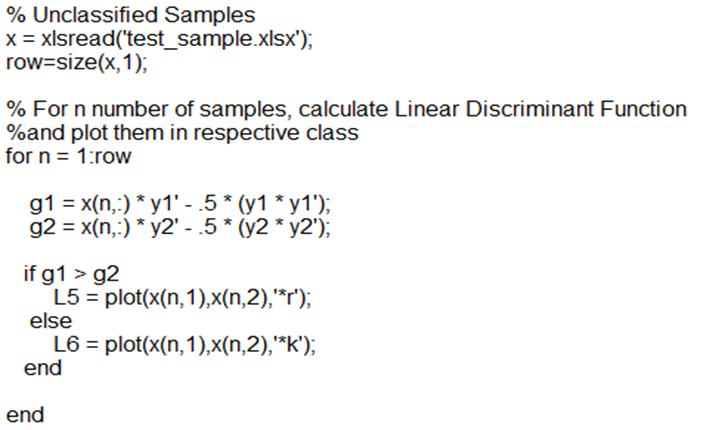 % Unclassified Samples
x = xlsread('test_sample.xlsx');
row=size(x,1);
% For n number of samples, calculate Linear Discriminant Function
%and plot them in respective class
for n = 1:row
g1 = x(n,:) * y1' - .5 * (y1 * y1');
g2 = x(n,:) * y2' - .5 * (y2 * y2');
if g1 > g2
L5 = plot(x(n,1),x(n,2),'*r');
else
L6 = plot(x(n,1),x(n,2),'*k');
end
end